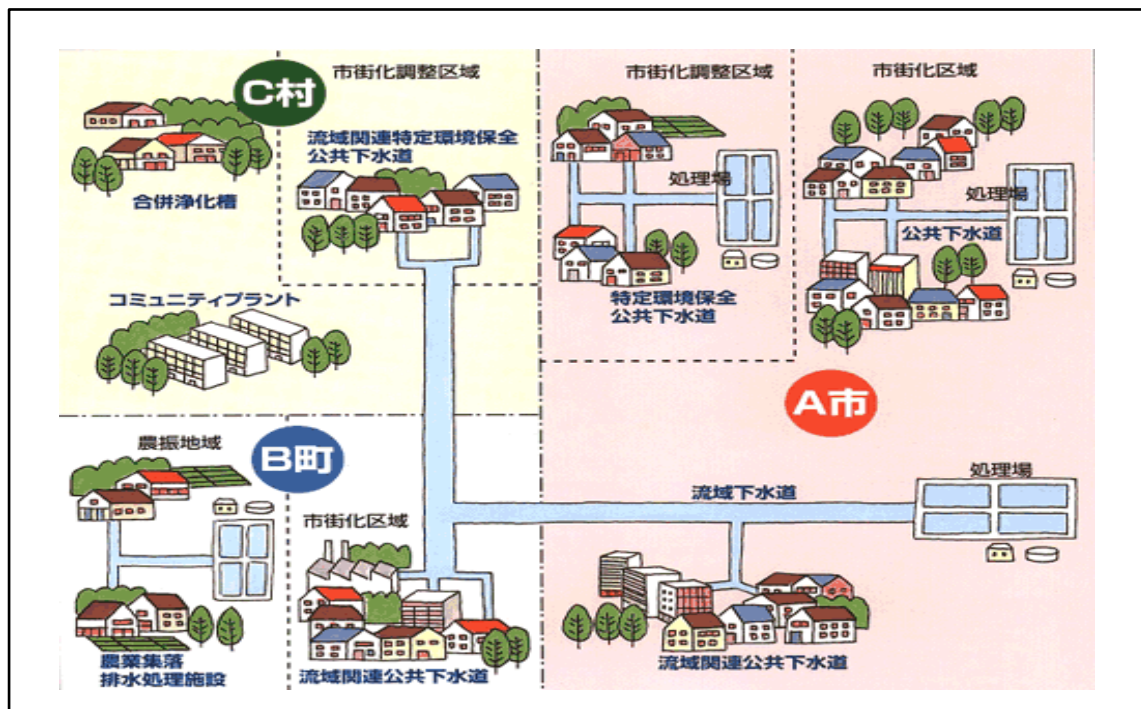 C村
市街化調整区域
流域関連特定環境保全
公共下水道
合併浄化槽
コミュニティプラント
市街化調整区域
処理場
特定環境保全
公共下水道
市街化区域
処理場
公共下水道
A市
農振地域
B町
市街化区域
農業集落
排水処理施設
流域関連公共下水道
流域下水道
処理場
流域関連公共下水道